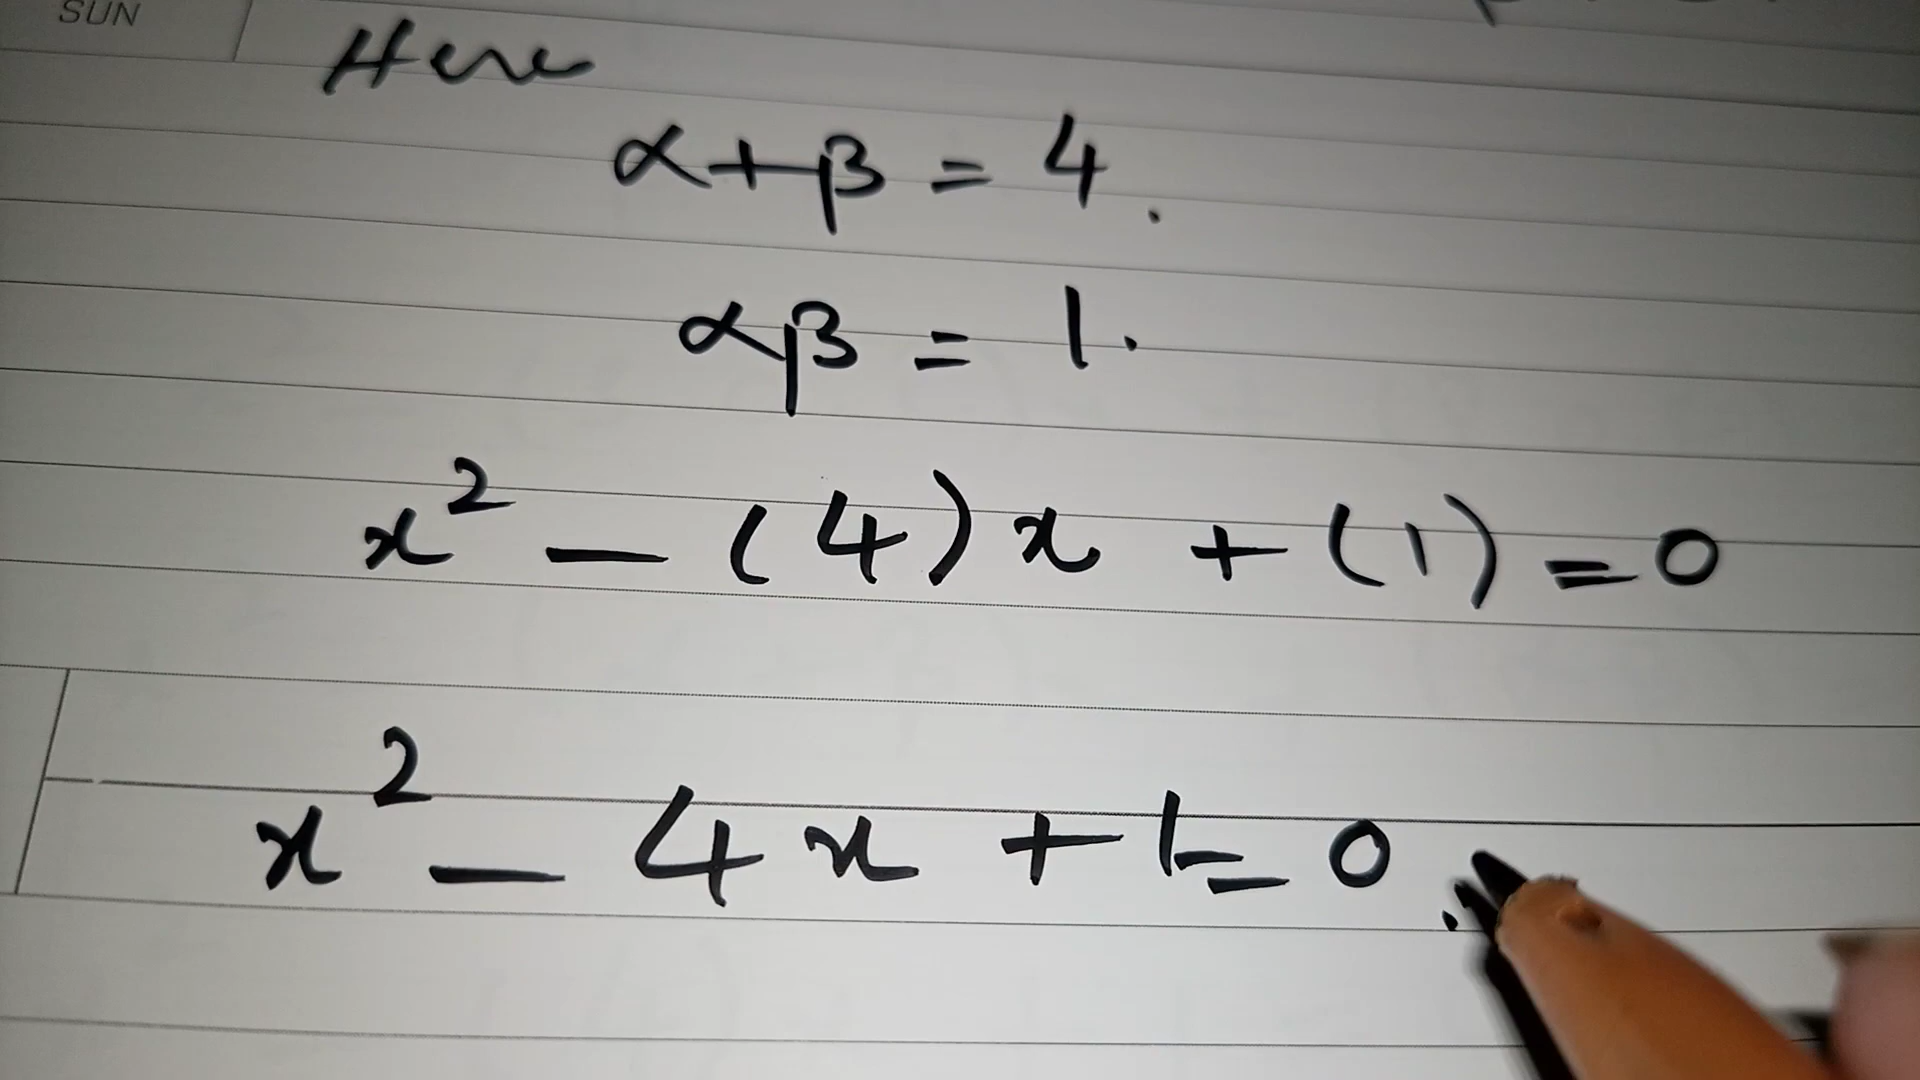 SUN
Here
α+β = 4.
αβ = 1.
x² - (4)x + (1) = 0
x² - 4x + 1 = 0.